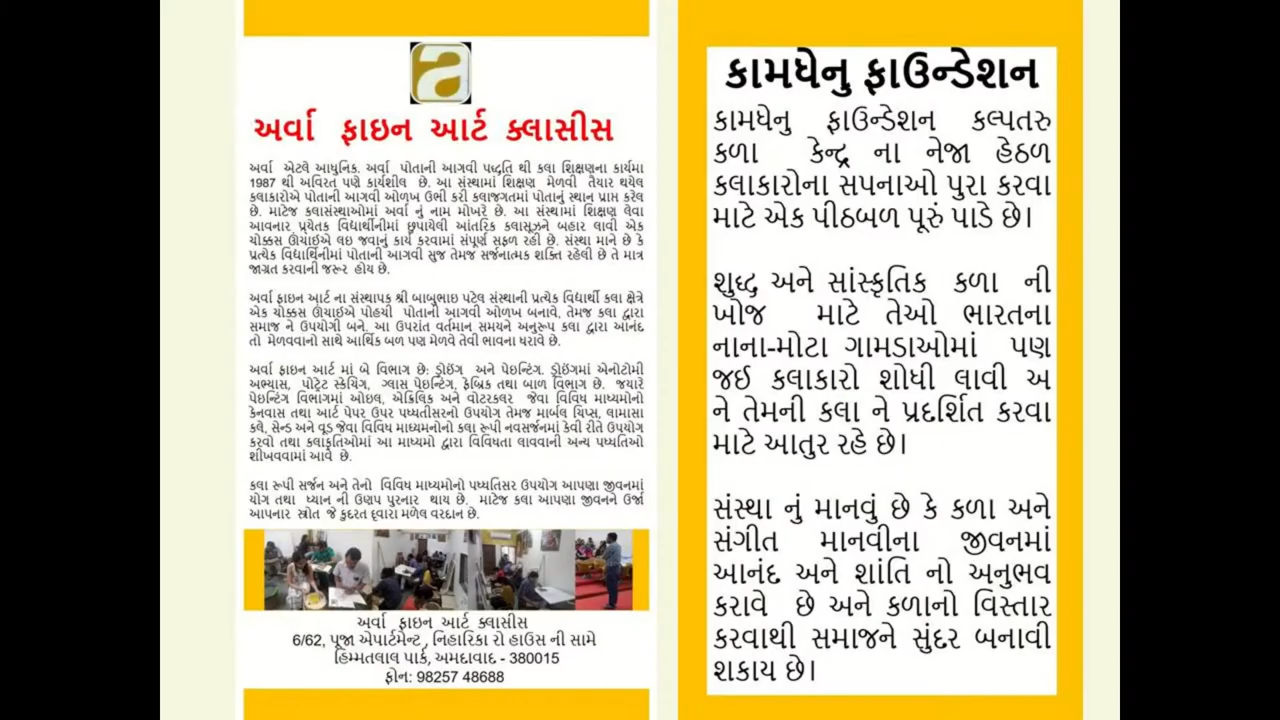 a
અર્વા ફાઇન આર્ટ ક્લાસીસ
અર્વા એટલે આધુનિક. અર્વા પોતાની આગવી પદ્ધતિ થી કલા શિક્ષણના કાર્યમા
1987 થી અવિરત પણે કાર્યશીલ છે. આ સંસ્થામાં શિક્ષણ મેળવી તૈયાર થયેલ
કલાકારોએ પોતાની આગવી ઓળખ ઉભી કરી કલાજગતમાં પોતાનું સ્થાન પ્રાપ્ત કરેલ
છે. માટેજ કલાસંસ્થાઓમાં અર્વા નું નામ મોખરે છે. આ સંસ્થામાં શિક્ષણ લેવા
આવનાર પ્રત્યેતક વિદ્યાર્થીનીમાં છુપાયેલી આંતરિક કલાસૂઝને બહાર લાવી એક
ચોક્કસ ઊંચાઈએ લઇ જવાનું કાર્ય કરવામાં સંપૂર્ણ સફળ રહી છે. સંસ્થા માને છે કે
પ્રત્યેક વિદ્યાર્થિનીમાં પોતાની આગવી સુજ તેમજ સર્જનાત્મક શક્તિ રહેલી છે તે માત્ર
જાગ્રત કરવાની જરૂર હોય છે.
અર્વા ફાઇન આર્ટ ના સંસ્થાપક શ્રી બાબુભાઇ પટેલ સંસ્થાની પ્રત્યેક વિદ્યાર્થી કલા ક્ષેત્રે
એક ચોક્કસ ઊંચાઈએ પોહચી પોતાની આગવી ઓળખ બનાવે, તેમજ કલા દ્વારા
સમાજ ને ઉપયોગી બને. આ ઉપરાંત વર્તમાન સમયને અનુરૂપ કલા દ્વારા આનંદ
તો મેળવવાનો સાથે આર્થિક બળ પણ મેળવે તેવી ભાવના ધરાવે છે.
અર્વા ફાઇન આર્ટ માં બે વિભાગ છે: ડ્રોઈંગ અને પેઇન્ટિંગ. ડ્રોઈંગમાં એનોટોમી
અભ્યાસ, પોટ્રેટ સ્કેચિંગ, ગ્લાસ પેઇન્ટિંગ, ફેબ્રિક તથા બાળ વિભાગ છે. જયારે
પેઇન્ટિંગ વિભાગમાં ઓઇલ, એક્રિલિક અને વોટરકલર જેવા વિવિધ માધ્યમોનો
કેનવાસ તથા આર્ટ પેપર ઉપર પધ્ધતીસરનો ઉપયોગ તેમજ માર્બલ ચિપ્સ, લામાસા
કલે, સેન્ડ અને વૂડ જેવા વિવિધ માધ્યમનોનો કલા રૂપી નવસર્જનમાં કેવી રીતે ઉપયોગ
કરવો તથા કલાકૃતિઓમાં આ માધ્યમો દ્વારા વિવિધતા લાવવાની અન્ય પધ્ધતિઓ
શીખવવામાં આવે છે.
કલા રૂપી સર્જન અને તેનો વિવિધ માધ્યમોનો પધ્ધતિસર ઉપયોગ આપણા જીવનમાં
યોગ તથા ધ્યાન ની ઉણપ પુરનાર થાય છે. માટેજ કલા આપણા જીવનને ઉર્જા
આપનાર સ્ત્રોત જે કુદરત દ્વારા મળેલ વરદાન છે.
અર્વા ફાઇન આર્ટ ક્લાસીસ
6/62, પૂજા એપાર્ટમેન્ટ, નિહારિકા રો હાઉસ ની સામે
હિમ્મતલાલ પાર્ક, અમદાવાદ - 380015
ફોન: 98257 48688
કામધેનુ ફાઉન્ડેશન
કામધેનુ ફાઉન્ડેશન કલ્પતરુ
કળા કેન્દ્ર ના નેજા હેઠળ
કલાકારોના સપનાઓ પુરા કરવા
માટે એક પીઠબળ પૂરું પાડે છે।
શુદ્ધ અને સાંસ્કૃતિક કળા ની
ખોજ માટે તેઓ ભારતના
નાના-મોટા ગામડાઓમાં પણ
જઈ કલાકારો શોધી લાવી અ
ને તેમની કલા ને પ્રદર્શિત કરવા
માટે આતુર રહે છે।
સંસ્થા નું માનવું છે કે કળા અને
સંગીત માનવીના જીવનમાં
આનંદ અને શાંતિ નો અનુભવ
કરાવે છે અને કળાનો વિસ્તાર
કરવાથી સમાજને સુંદર બનાવી
શકાય છે।